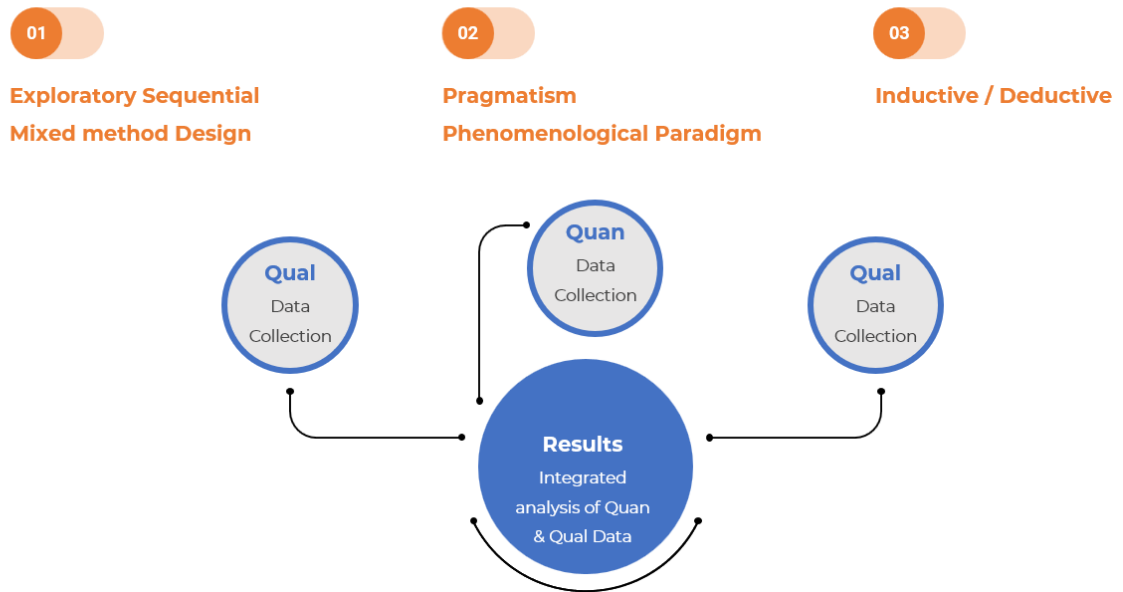 01
Exploratory Sequential
Mixed method Design
02
Pragmatism
Phenomenological Paradigm
03
Inductive / Deductive
Qual
Data
Collection
Quan
Data
Collection
Qual
Data
Collection
Results
Integrated
analysis of Quan
& Qual Data